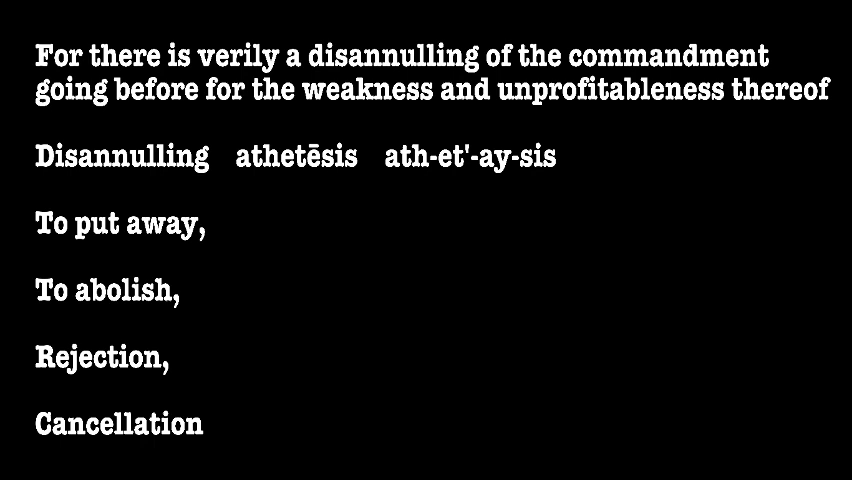 For there is verily a disannulling of the commandment
going before for the weakness and unprofitableness thereof
Disannulling athetēsis ath-et'-ay-sis
To put away,
To abolish,
Rejection,
Cancellation